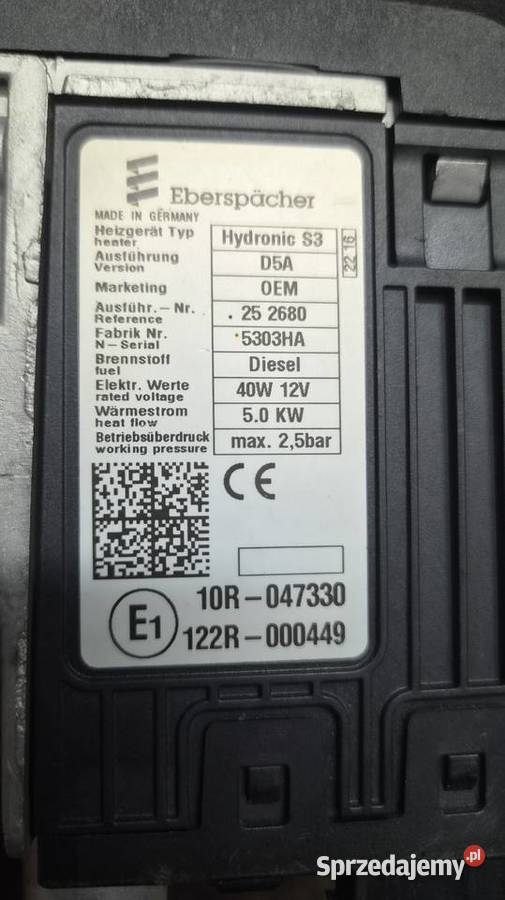 Eberspächer
MADE IN GERMANY
Heizgerät Typ
heater
Hydronic S3
22 16
Ausführung
Version
D5A
Marketing
OEM
Ausführ.-Nr.
Reference
25 2680
Fabrik Nr.
N-Serial
5303HA
Brennstoff
fuel
Diesel
Elektr. Werte
rated voltage
40W 12V
Wärmestrom
heat flow
5.0 KW
Betriebsüberdruck
working pressure
max. 2,5bar
CE
E1
10R-047330
122R-000449
Sprzedajemy.pl